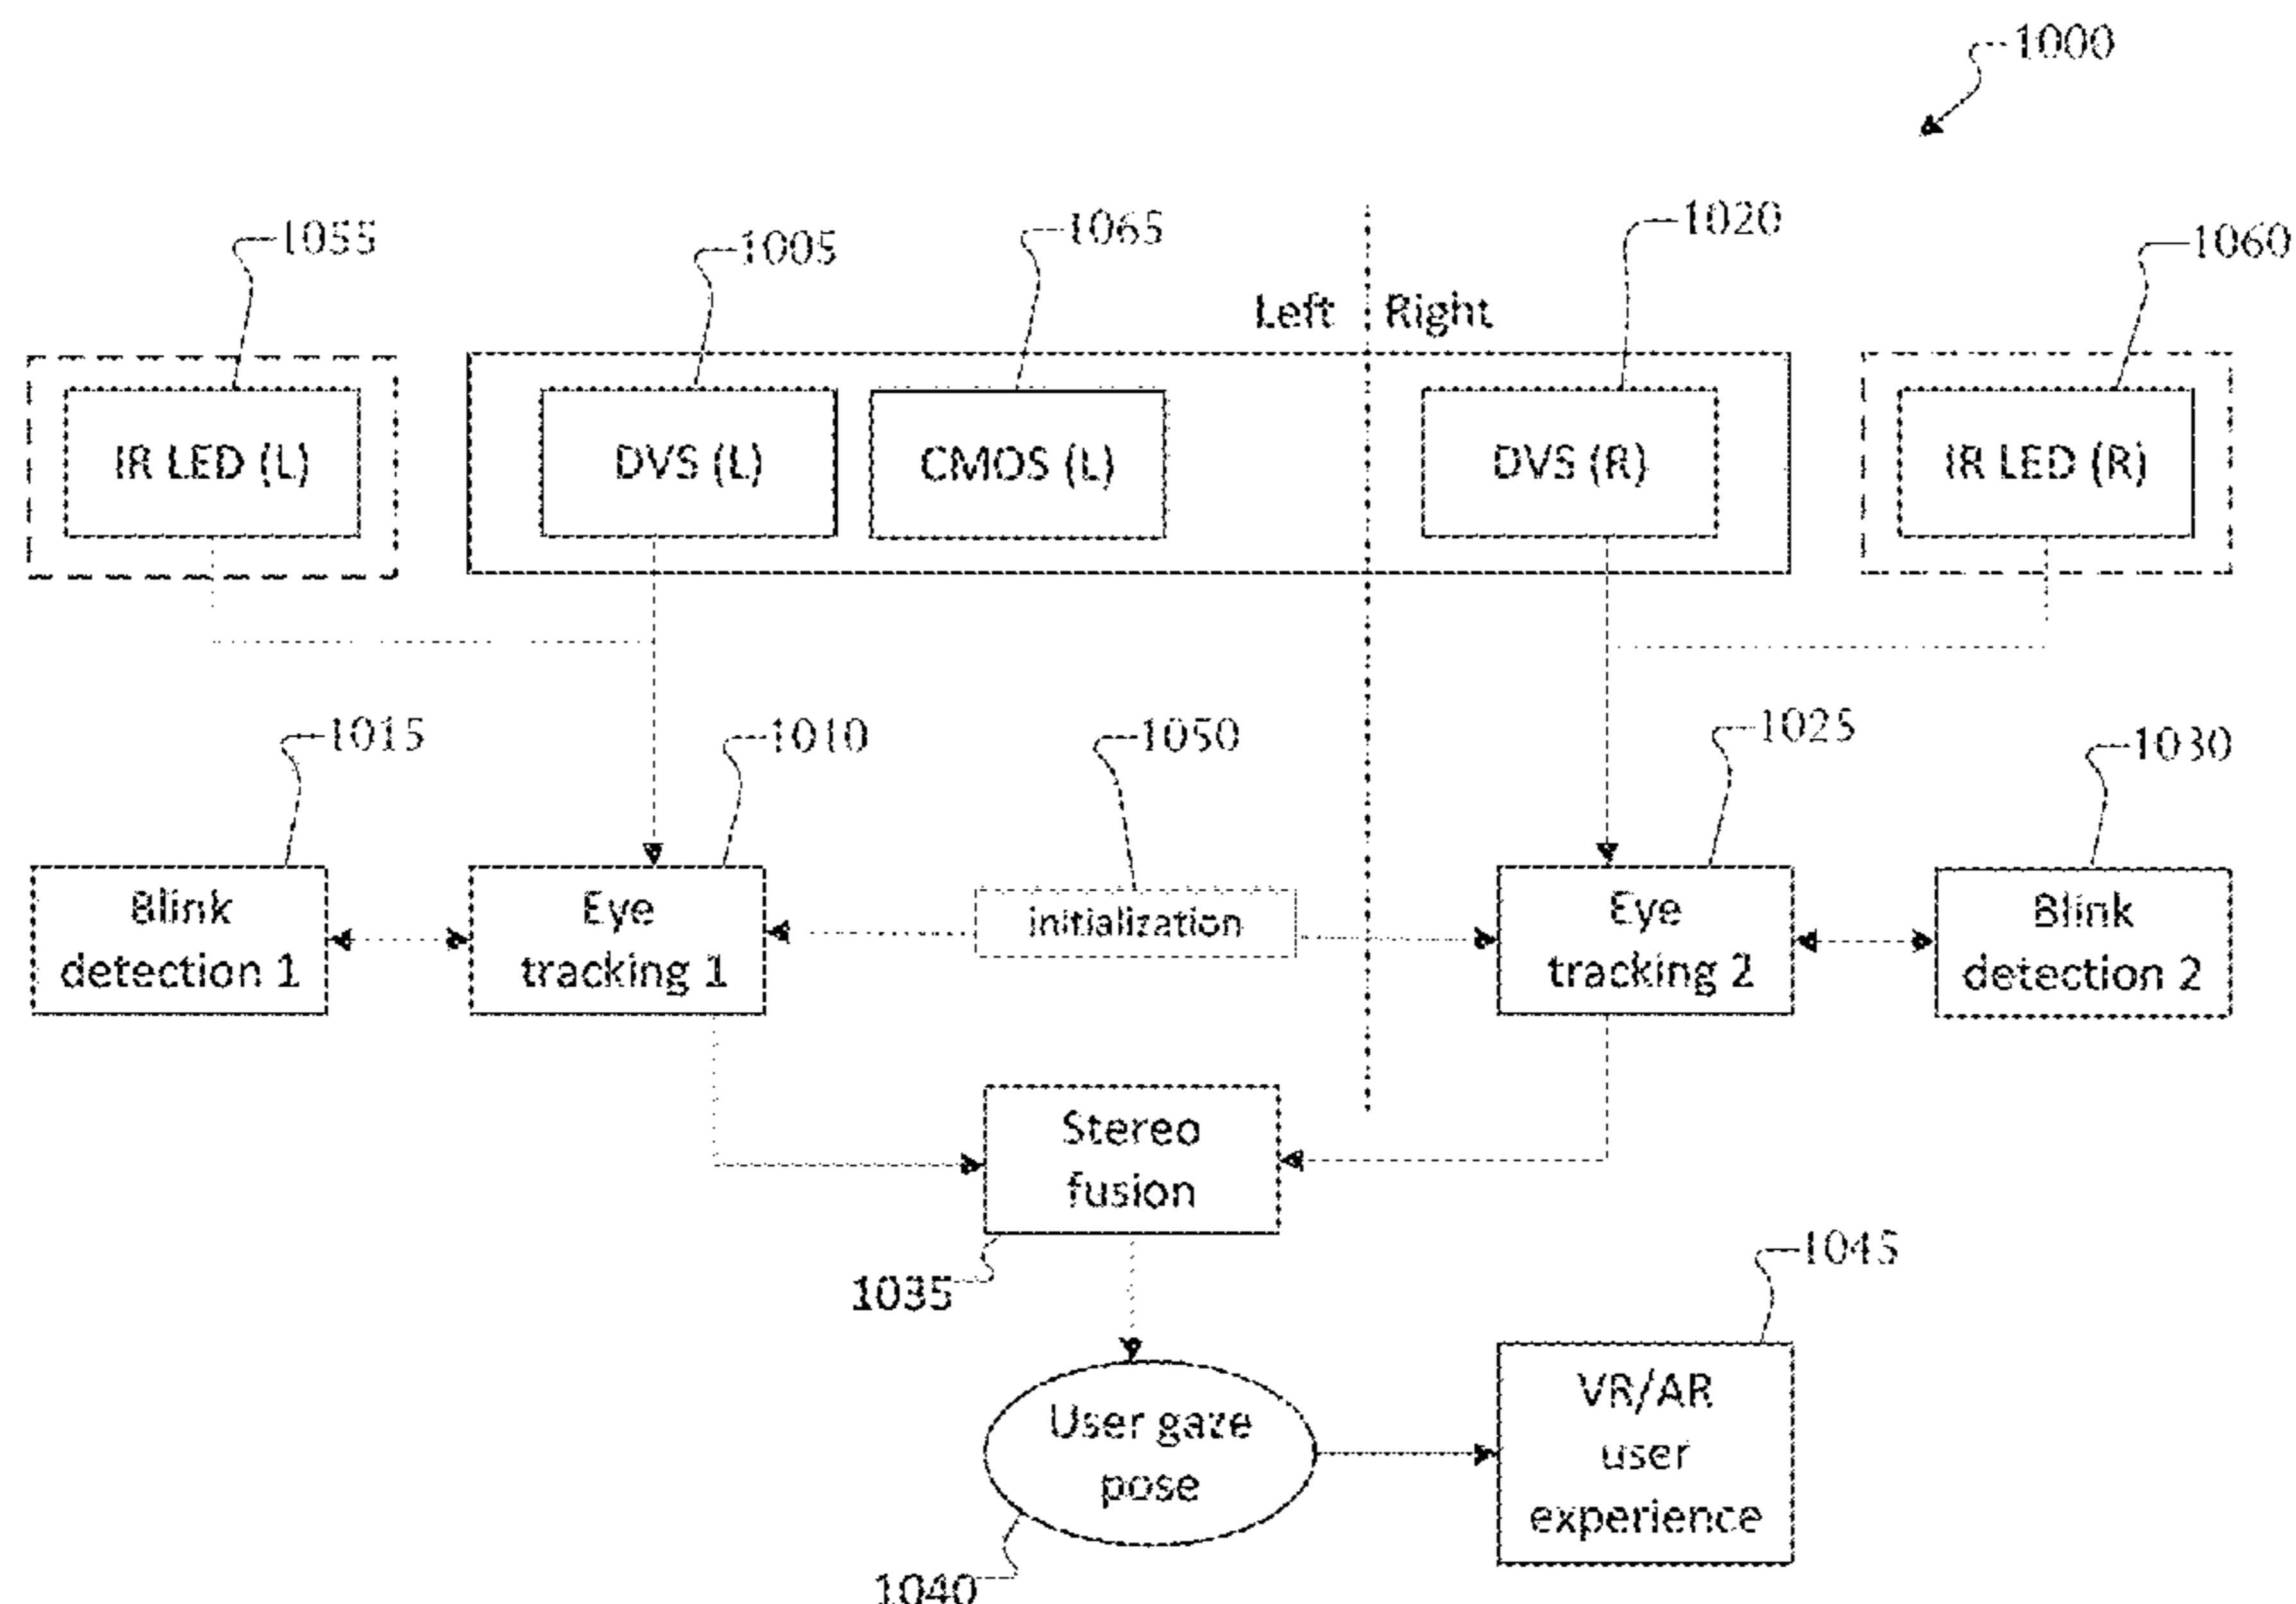 1000
1055
1005
1065
1020
1060
Left
Right
IR LED (L)
DVS (L)
CMOS (L)
DVS (R)
IR LED (R)
1015
1010
1050
1025
1030
Blink
detection 1
Eye
tracking 1
initialization
Eye
tracking 2
Blink
detection 2
Stereo
fusion
1035
1045
User gaze
pose
VR/AR
user
experience
1040